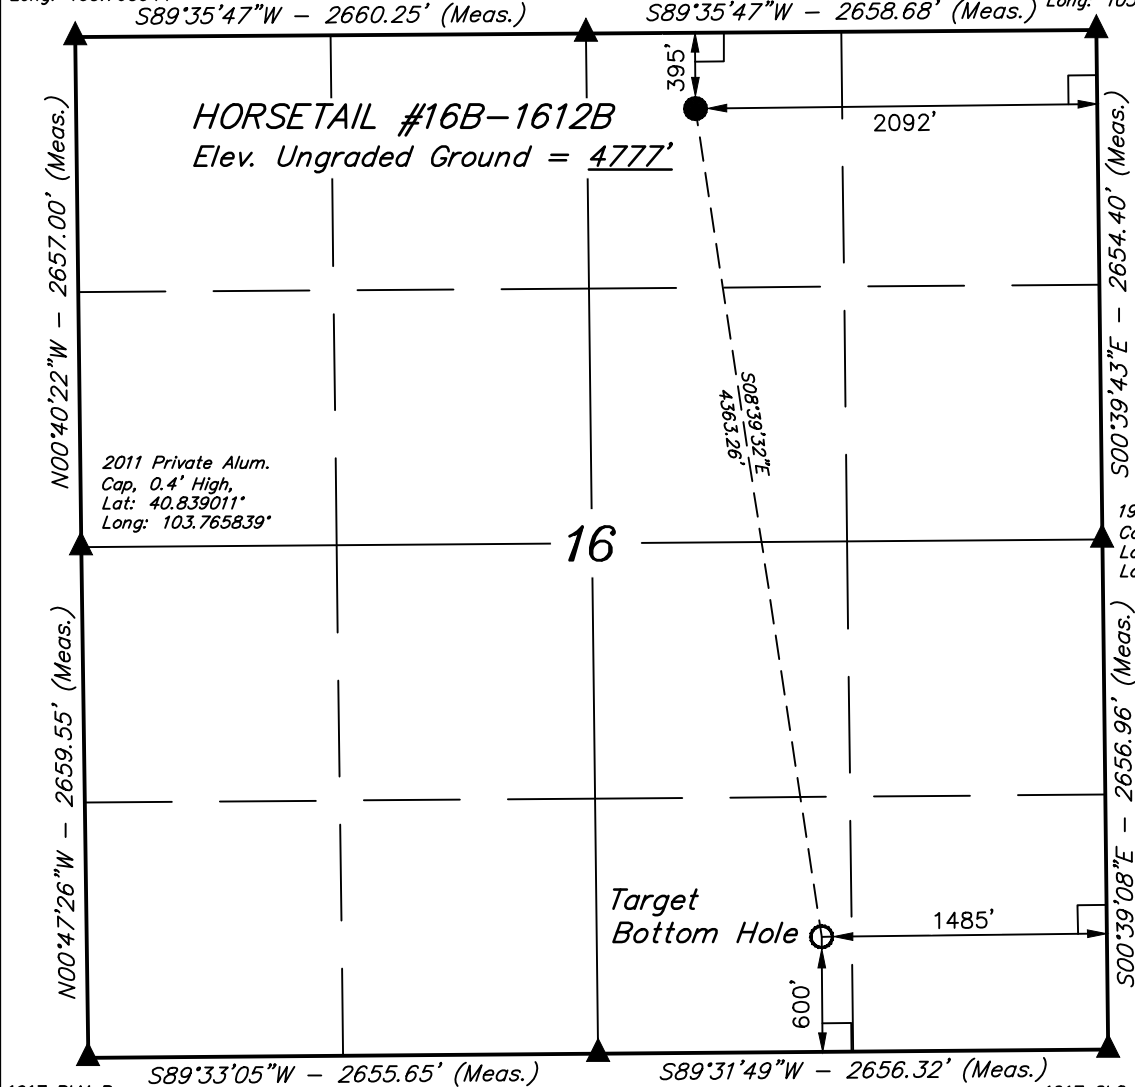 S89°35'47"W – 2660.25' (Meas.)
S89°35'47"W – 2658.68' (Meas.)
395'
HORSETAIL #16B–1612B
Elev. Ungraded Ground = 4777'
2092'
N00°40'22"W – 2657.00' (Meas.)
S00°39'43"E – 2654.40' (Meas.)
S08°39'32"E
4363.26'
2011 Private Alum.
Cap, 0.4' High,
Lat: 40.839011°
Long: 103.765839°
16
N00°47'26"W – 2659.55' (Meas.)
S00°39'08"E – 2656.96' (Meas.)
Target
Bottom Hole
1485'
600'
S89°33'05"W – 2655.65' (Meas.)
S89°31'49"W – 2656.32' (Meas.)